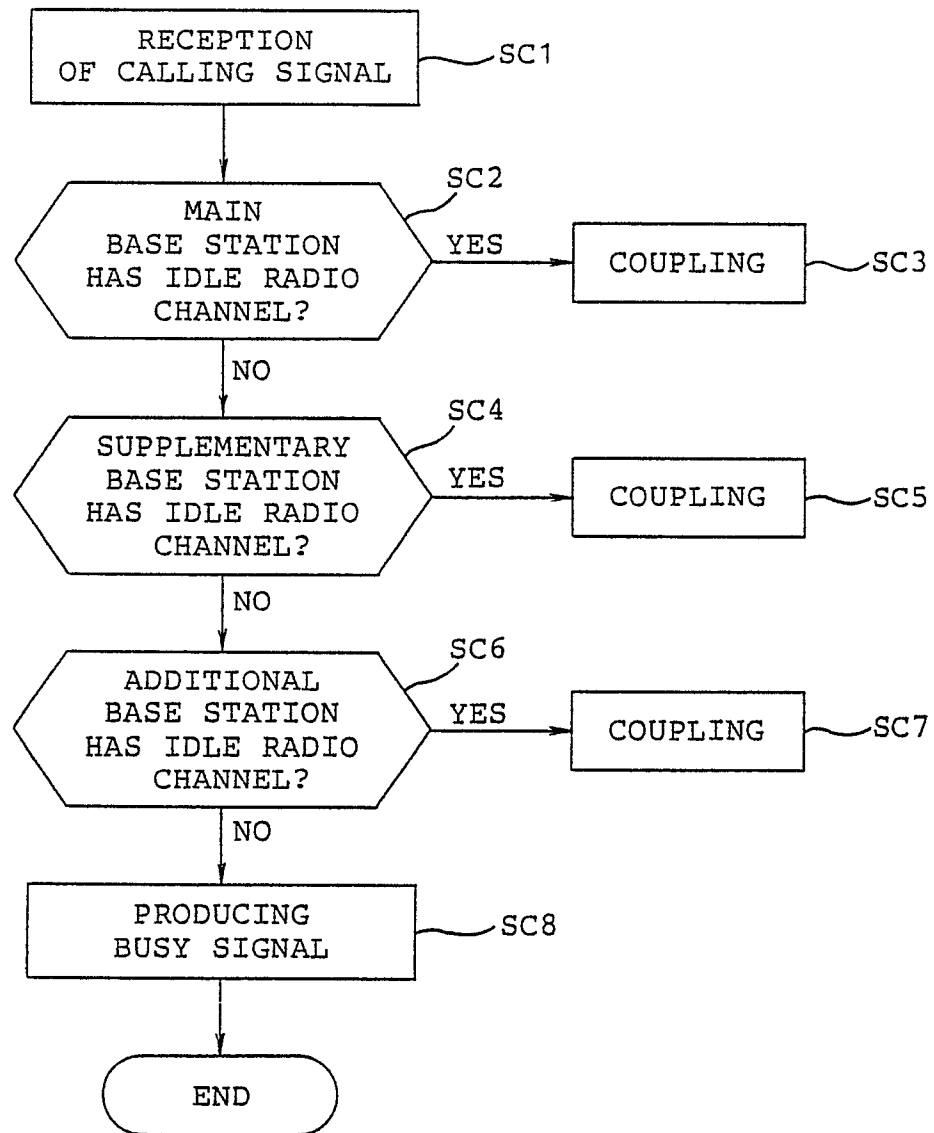 RECEPTION
OF CALLING SIGNAL
SC1
MAIN
BASE STATION
HAS IDLE RADIO
CHANNEL?
SC2
YES
COUPLING
SC3
NO
SUPPLEMENTARY
BASE STATION
HAS IDLE RADIO
CHANNEL?
SC4
YES
COUPLING
SC5
NO
ADDITIONAL
BASE STATION
HAS IDLE RADIO
CHANNEL?
SC6
YES
COUPLING
SC7
NO
PRODUCING
BUSY SIGNAL
SC8
END